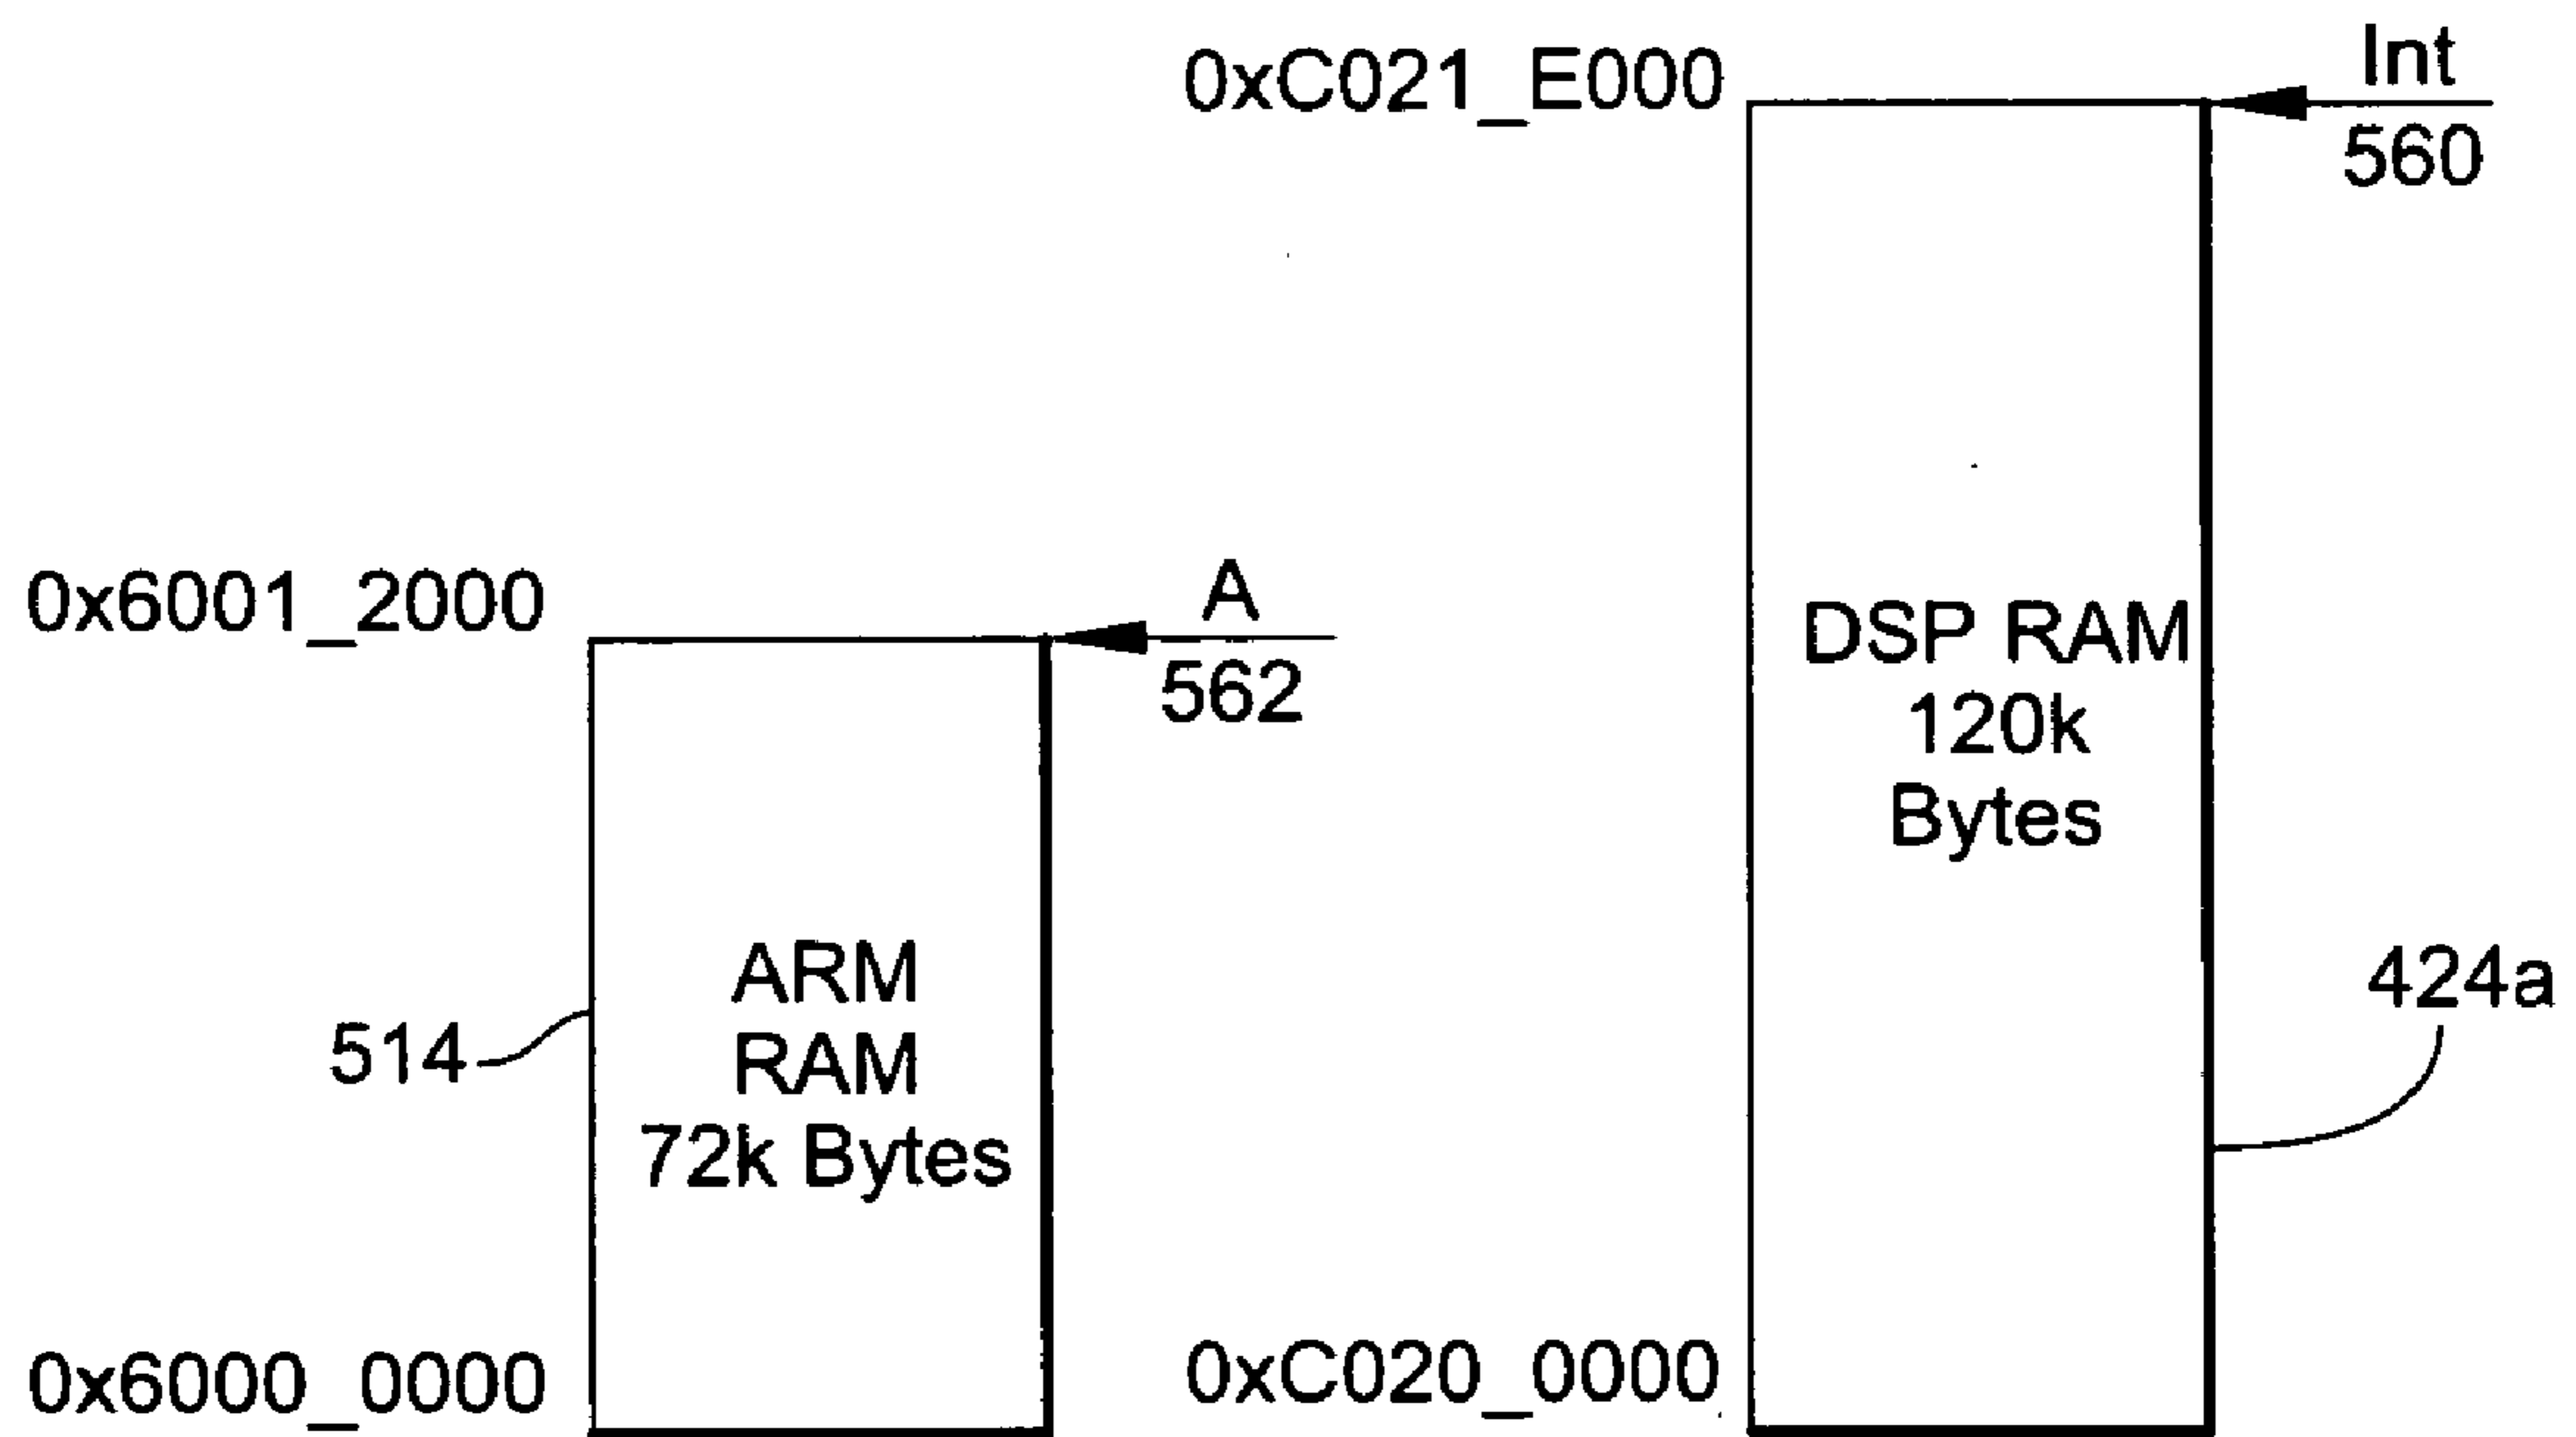 0xC021_E000
Int
560
0x6001_2000
A
562
ARM
RAM
72k Bytes
514
0x6000_0000
DSP RAM
120k
Bytes
424a
0xC020_0000